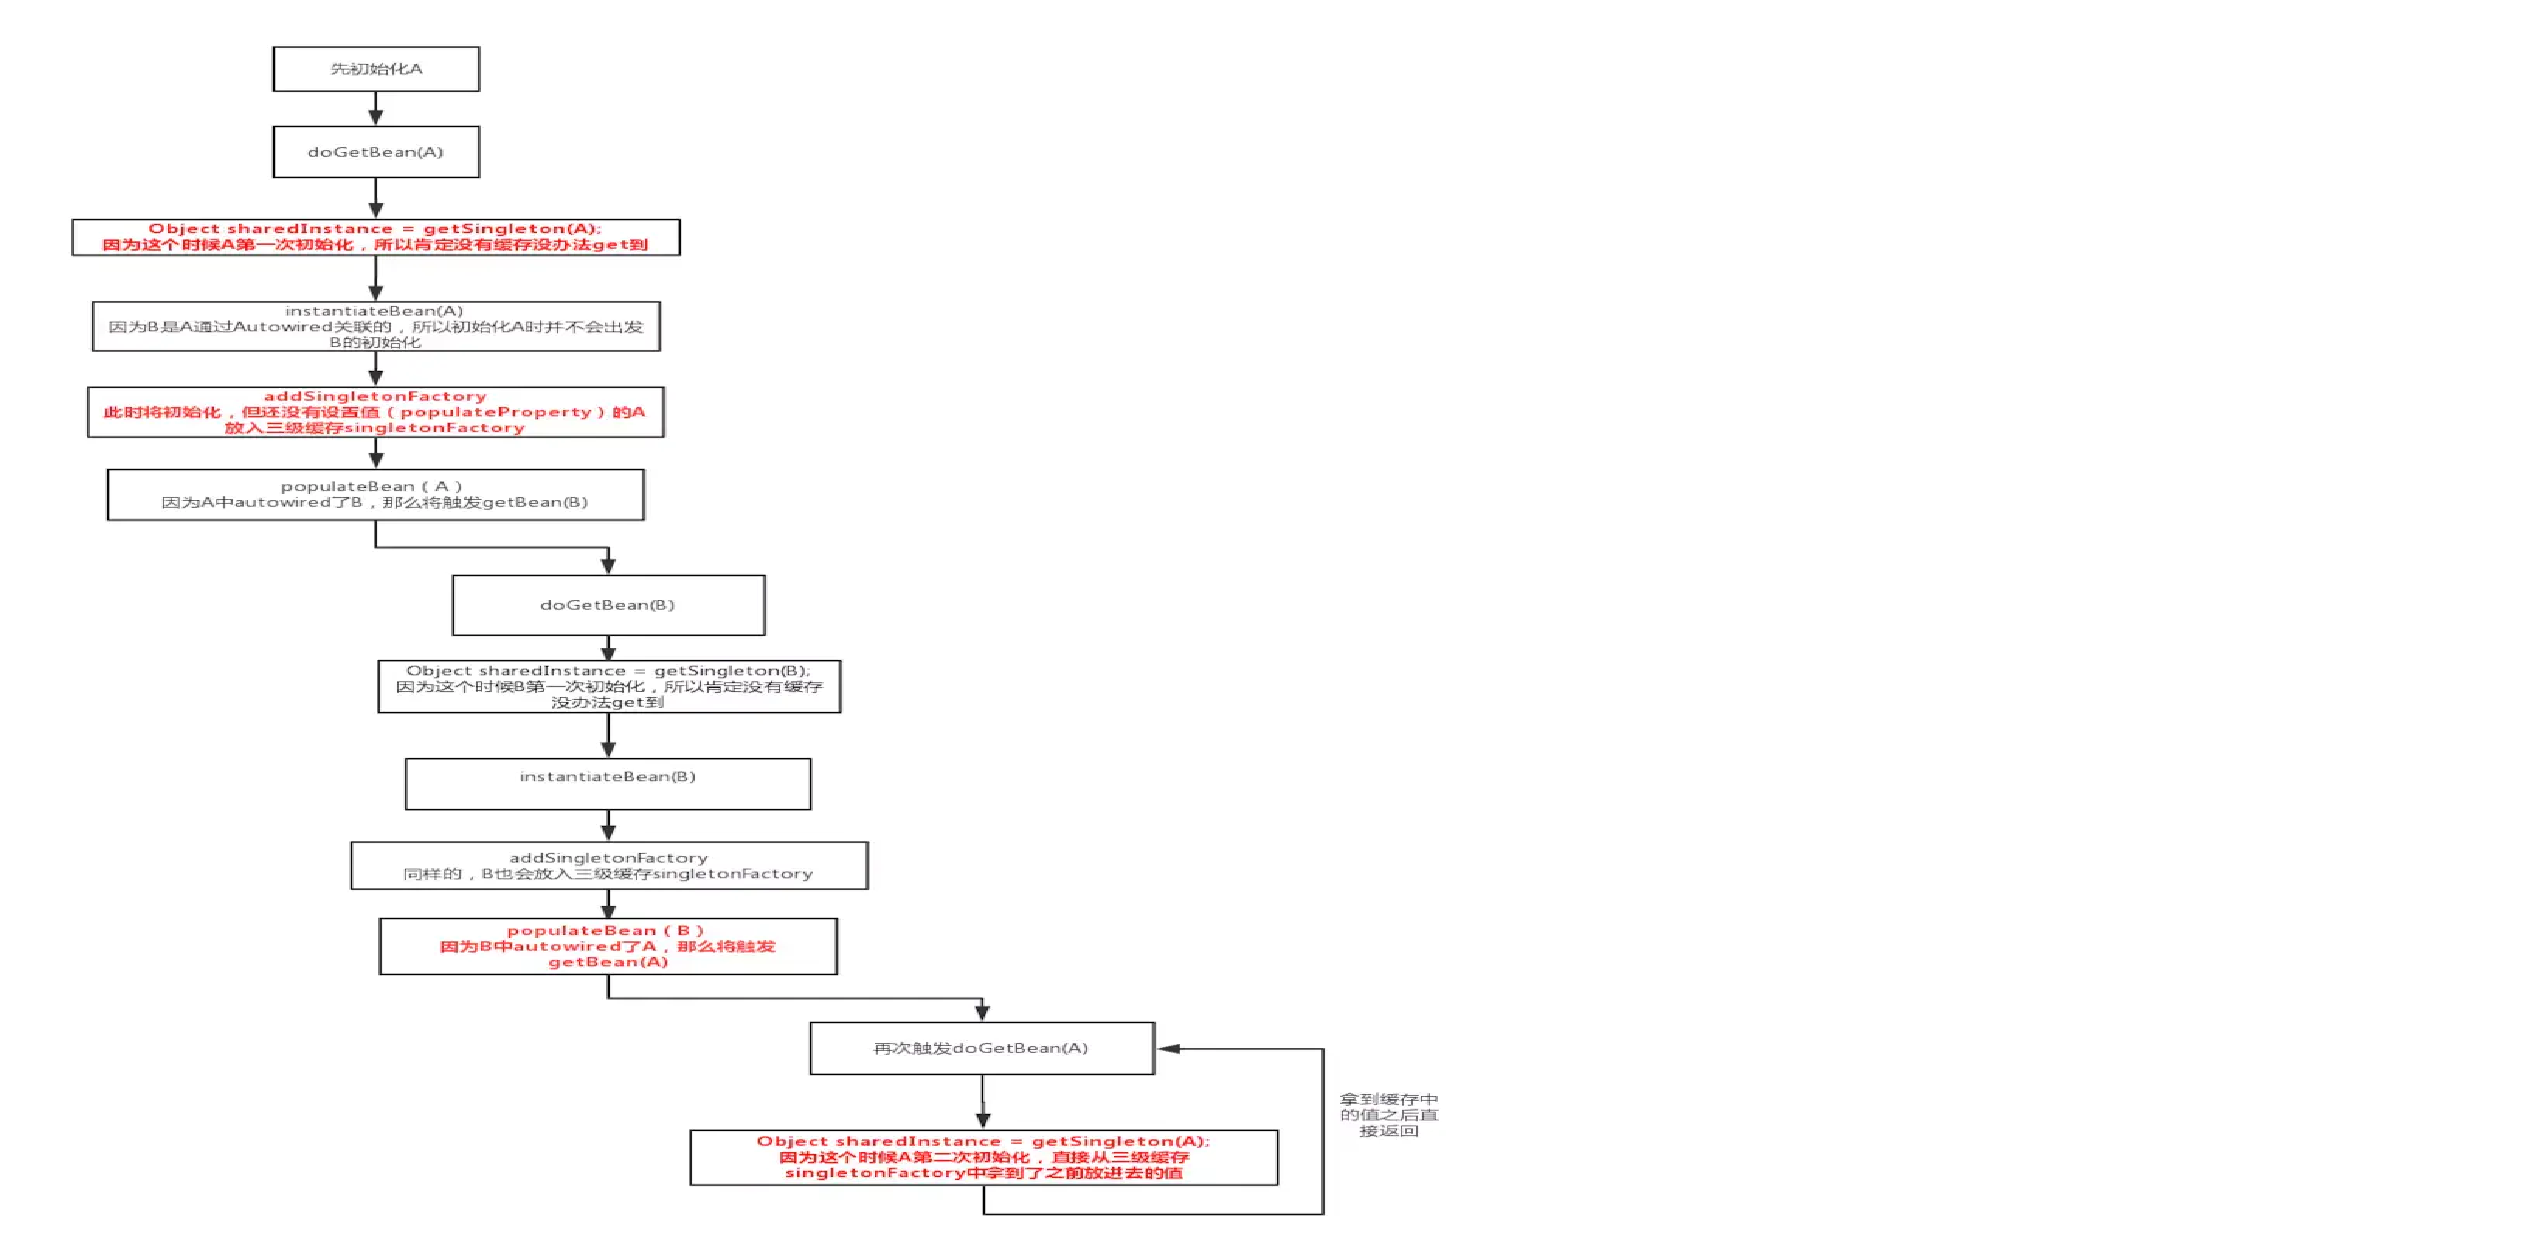 先初始化A
doGetBean(A)
Object sharedInstance = getSingleton(A);
因为这个时候A第一次初始化，所以肯定没有缓存没办法get到
instantiateBean(A)
因为B是A通过Autowired关联的，所以初始化A时并不会出发
B的初始化
addSingletonFactory
此时将初始化，但还没有设置值（populateProperty）的A
放入三级缓存singletonFactory
populateBean（A）
因为A中autowired了B，那么将触发getBean(B)
doGetBean(B)
Object sharedInstance = getSingleton(B);
因为这个时候B第一次初始化，所以肯定没有缓存
没办法get到
instantiateBean(B)
addSingletonFactory
同样的，B也会放入三级缓存singletonFactory
populateBean（B）
因为B中autowired了A，那么将触发
getBean(A)
再次触发doGetBean(A)
拿到缓存中
的值之后直
接返回
Object sharedInstance = getSingleton(A);
因为这个时候A第二次初始化，直接从三级缓存
singletonFactory中拿到了之前放进去的值